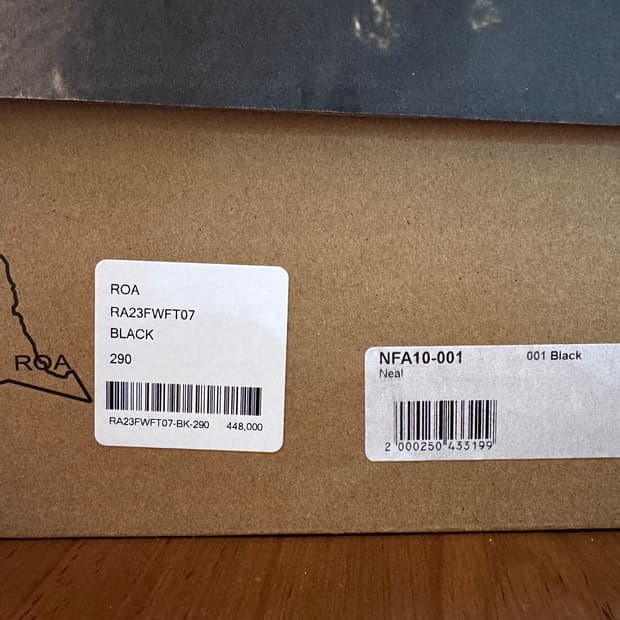 ROA
ROA
RA23FWFT07
BLACK
290
RA23FWFT07-BK-290 448,000
NFA10-001 001 Black
Neal
2 000250 433199